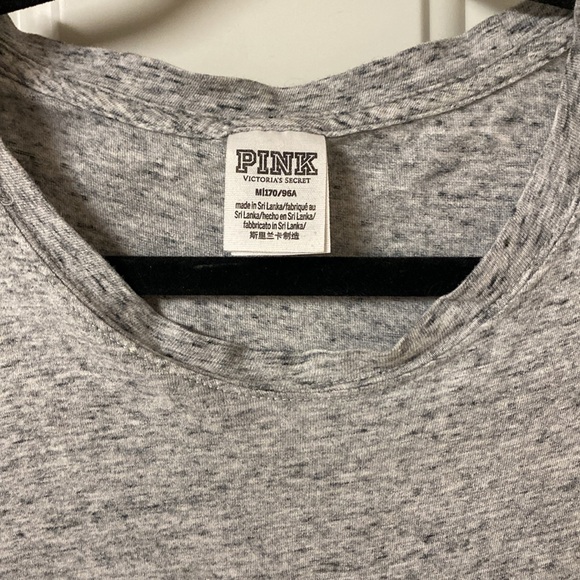 PINK
VICTORIA'S SECRET
M|170/96A
made in Sri Lanka/fabriqué au
Sri Lanka/hecho en Sri Lanka/
fabbricato in Sri Lanka/
斯里兰卡制造